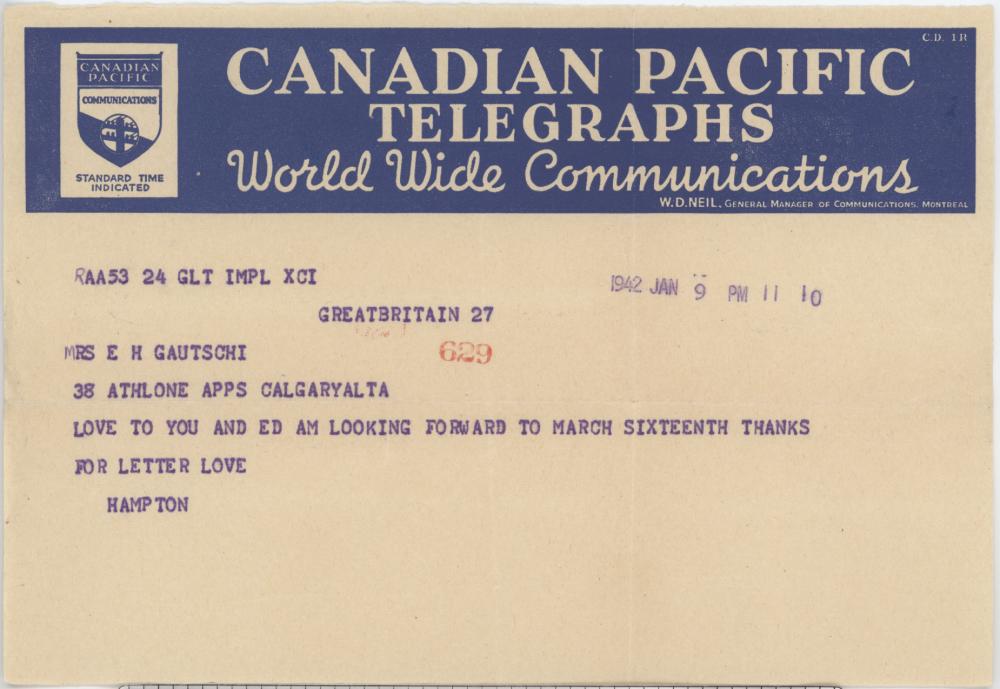 C.D. 1R
CANADIAN PACIFIC
COMMUNICATIONS
STANDARD TIME
INDICATED
CANADIAN PACIFIC
TELEGRAPHS
World Wide Communications
W.D. NEIL, GENERAL MANAGER OF COMMUNICATIONS. MONTREAL
RAA53 24 GLT IMPL XCI
1942 JAN 9 PM 11 10
GREATBRITAIN 27
MRS E H GAUTSCHI
629
38 ATHLONE APPS CALGARYALTA
LOVE TO YOU AND ED AM LOOKING FORWARD TO MARCH SIXTEENTH THANKS
FOR LETTER LOVE
HAMPTON